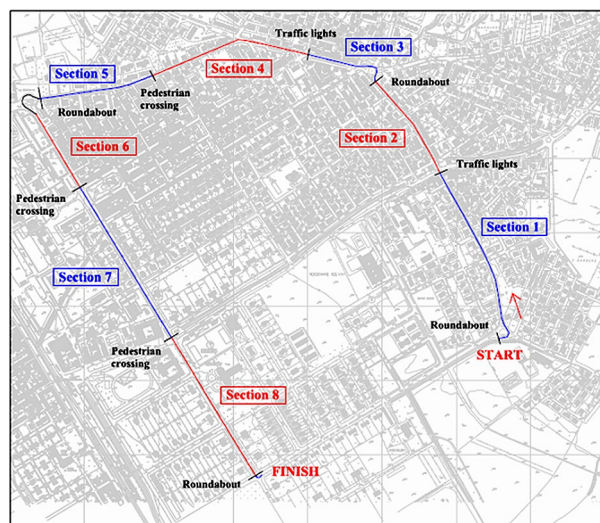 Traffic lights
Section 3
Section 5
Section 4
Pedestrian
crossing
Roundabout
Roundabout
Section 2
Section 6
Traffic lights
Pedestrian
crossing
Section 1
Section 7
Roundabout
Pedestrian
crossing
START
Section 8
Roundabout
FINISH